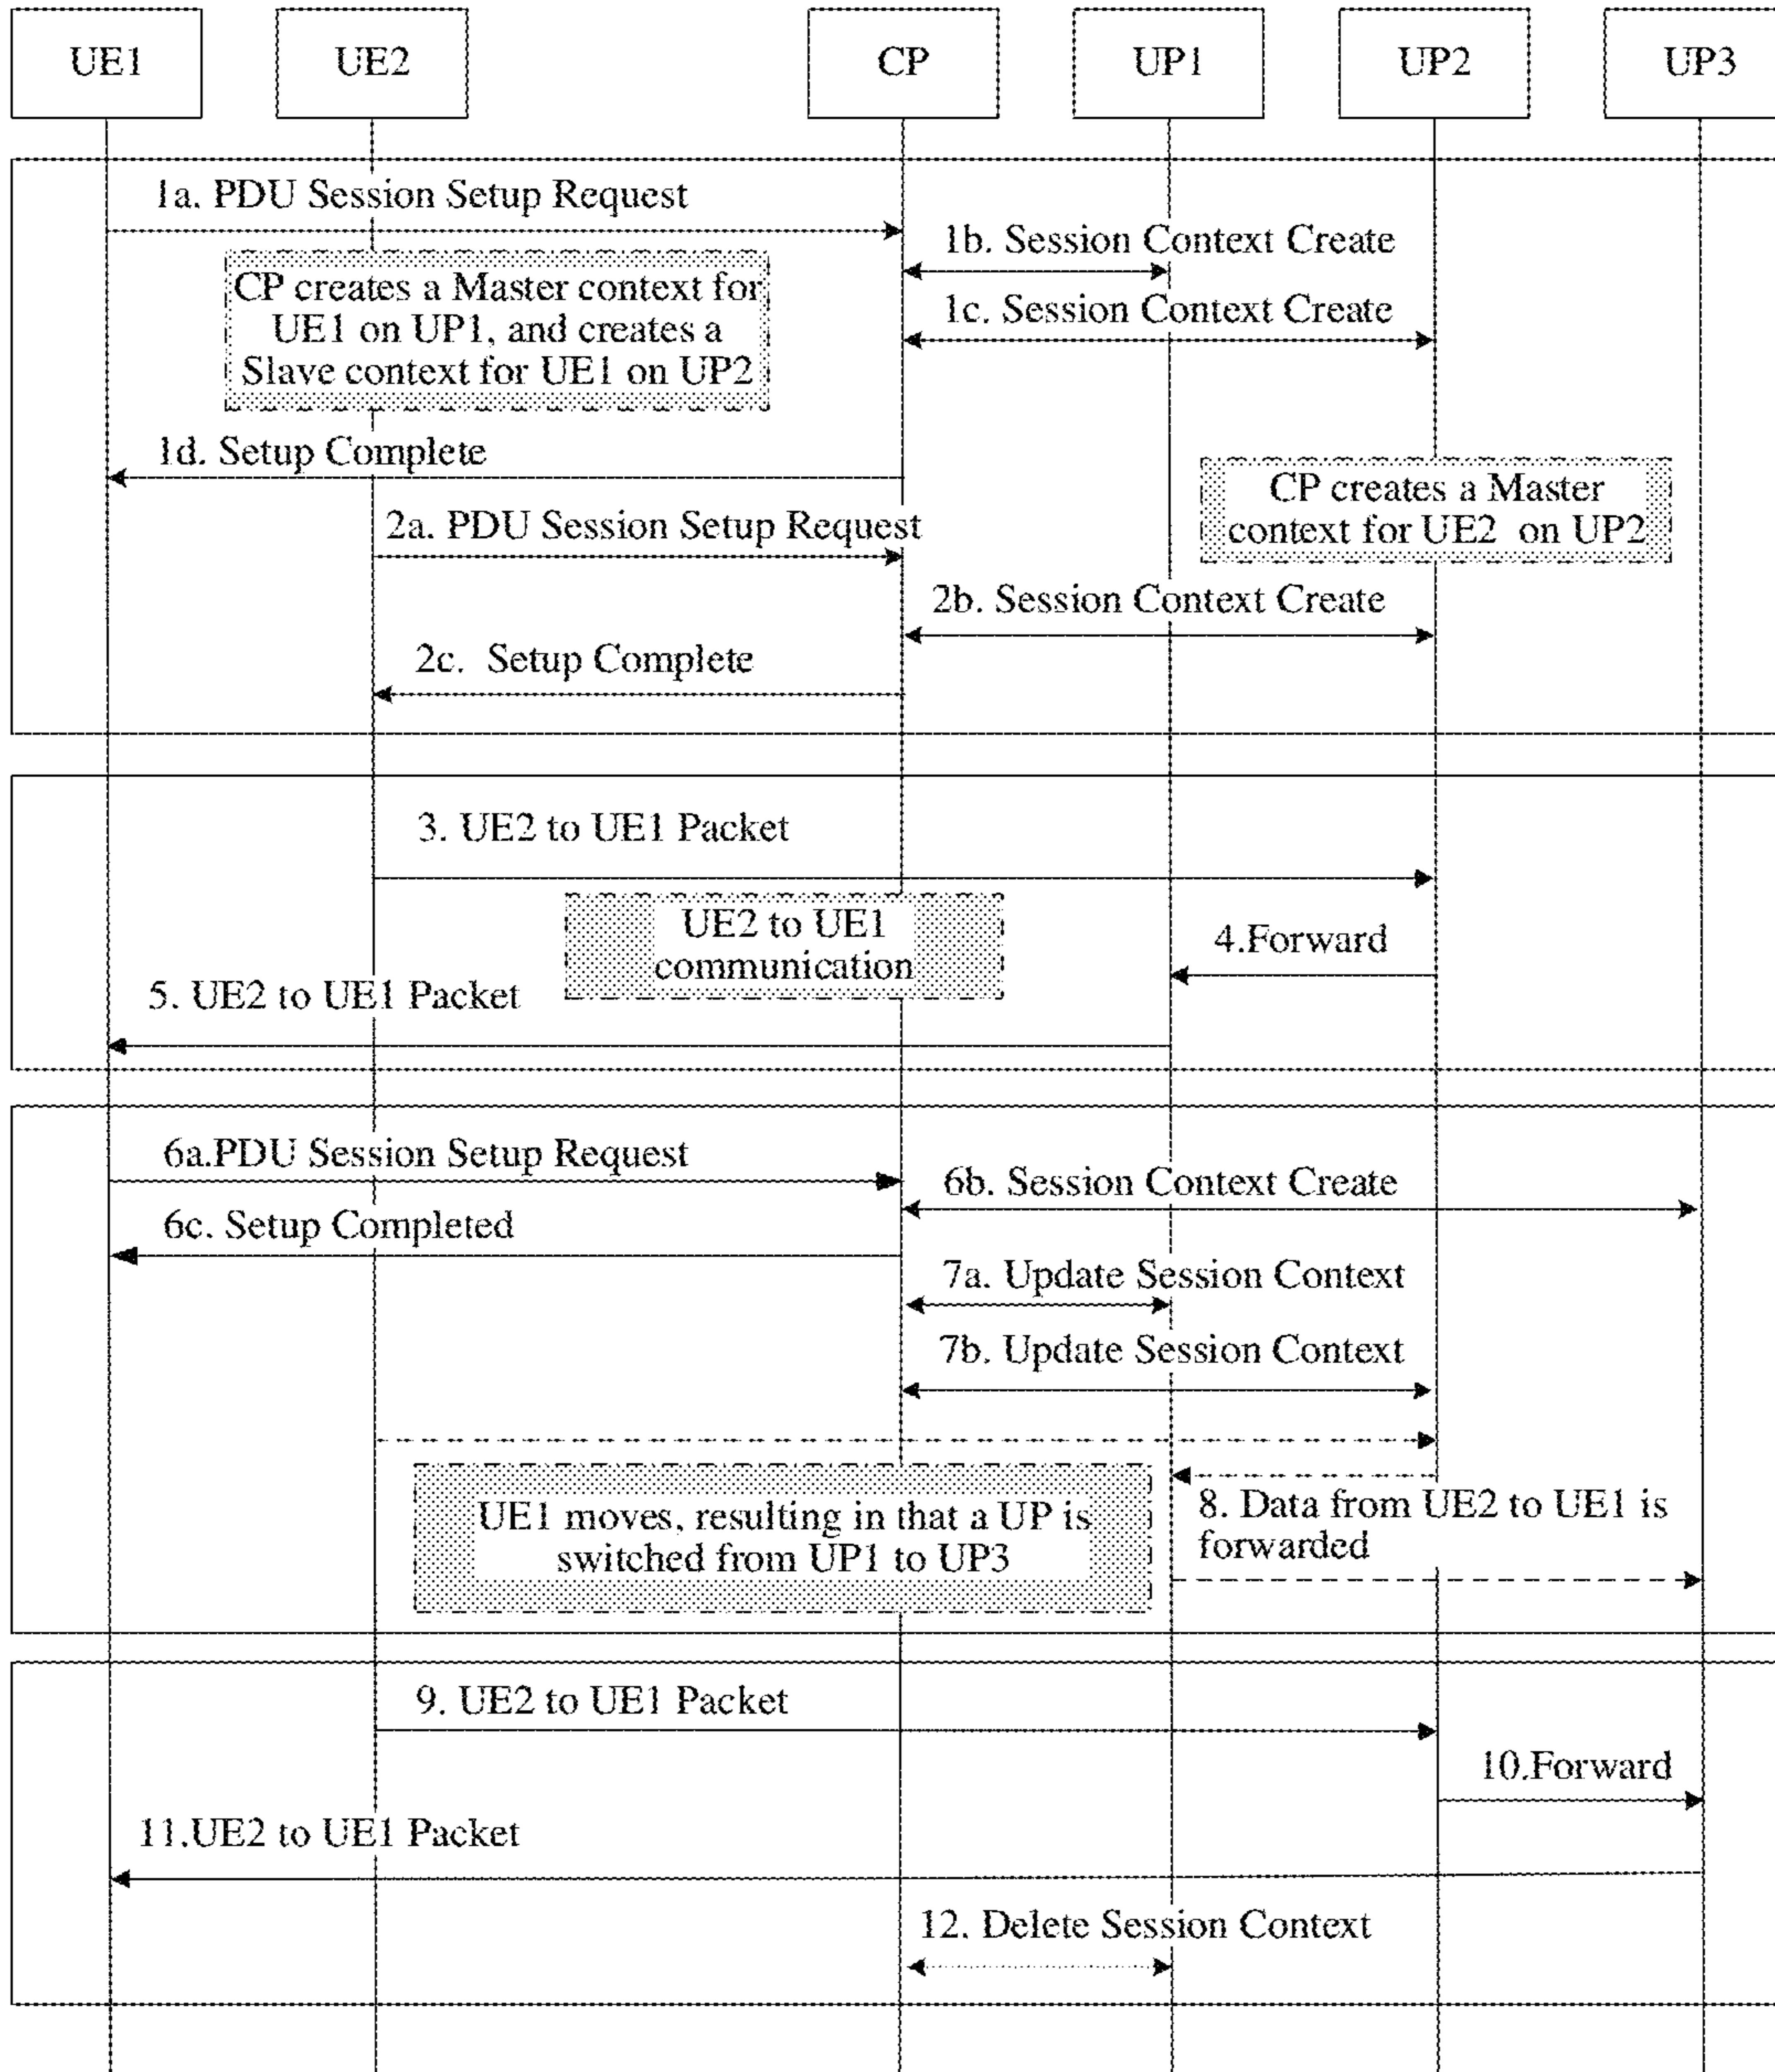 UE1
UE2
CP
UP1
UP2
UP3
1a. PDU Session Setup Request
1b. Session Context Create
CP creates a Master context for
UE1 on UP1, and creates a
Slave context for UE1 on UP2
1c. Session Context Create
1d. Setup Complete
CP creates a Master
context for UE2 on UP2
2a. PDU Session Setup Request
2b. Session Context Create
2c. Setup Complete
3. UE2 to UE1 Packet
UE2 to UE1
communication
4.Forward
5. UE2 to UE1 Packet
6a.PDU Session Setup Request
6b. Session Context Create
6c. Setup Completed
7a. Update Session Context
7b. Update Session Context
UE1 moves, resulting in that a UP is
switched from UP1 to UP3
8. Data from UE2 to UE1 is
forwarded
9. UE2 to UE1 Packet
10.Forward
11.UE2 to UE1 Packet
12. Delete Session Context